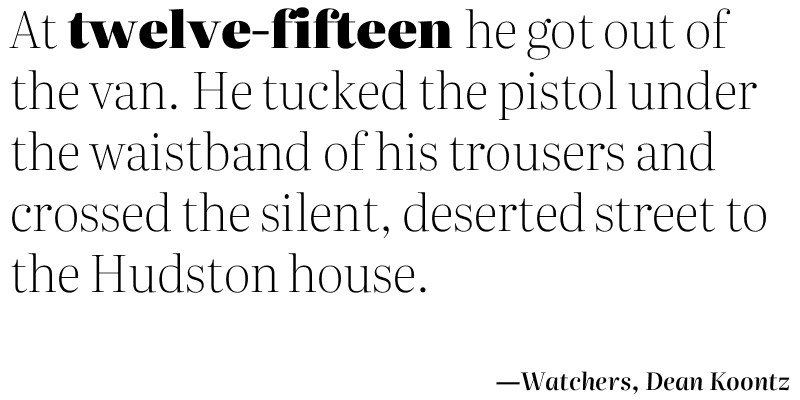 At twelve-fifteen he got out of
the van. He tucked the pistol under
the waistband of his trousers and
crossed the silent, deserted street to
the Hudston house.
—Watchers, Dean Koontz